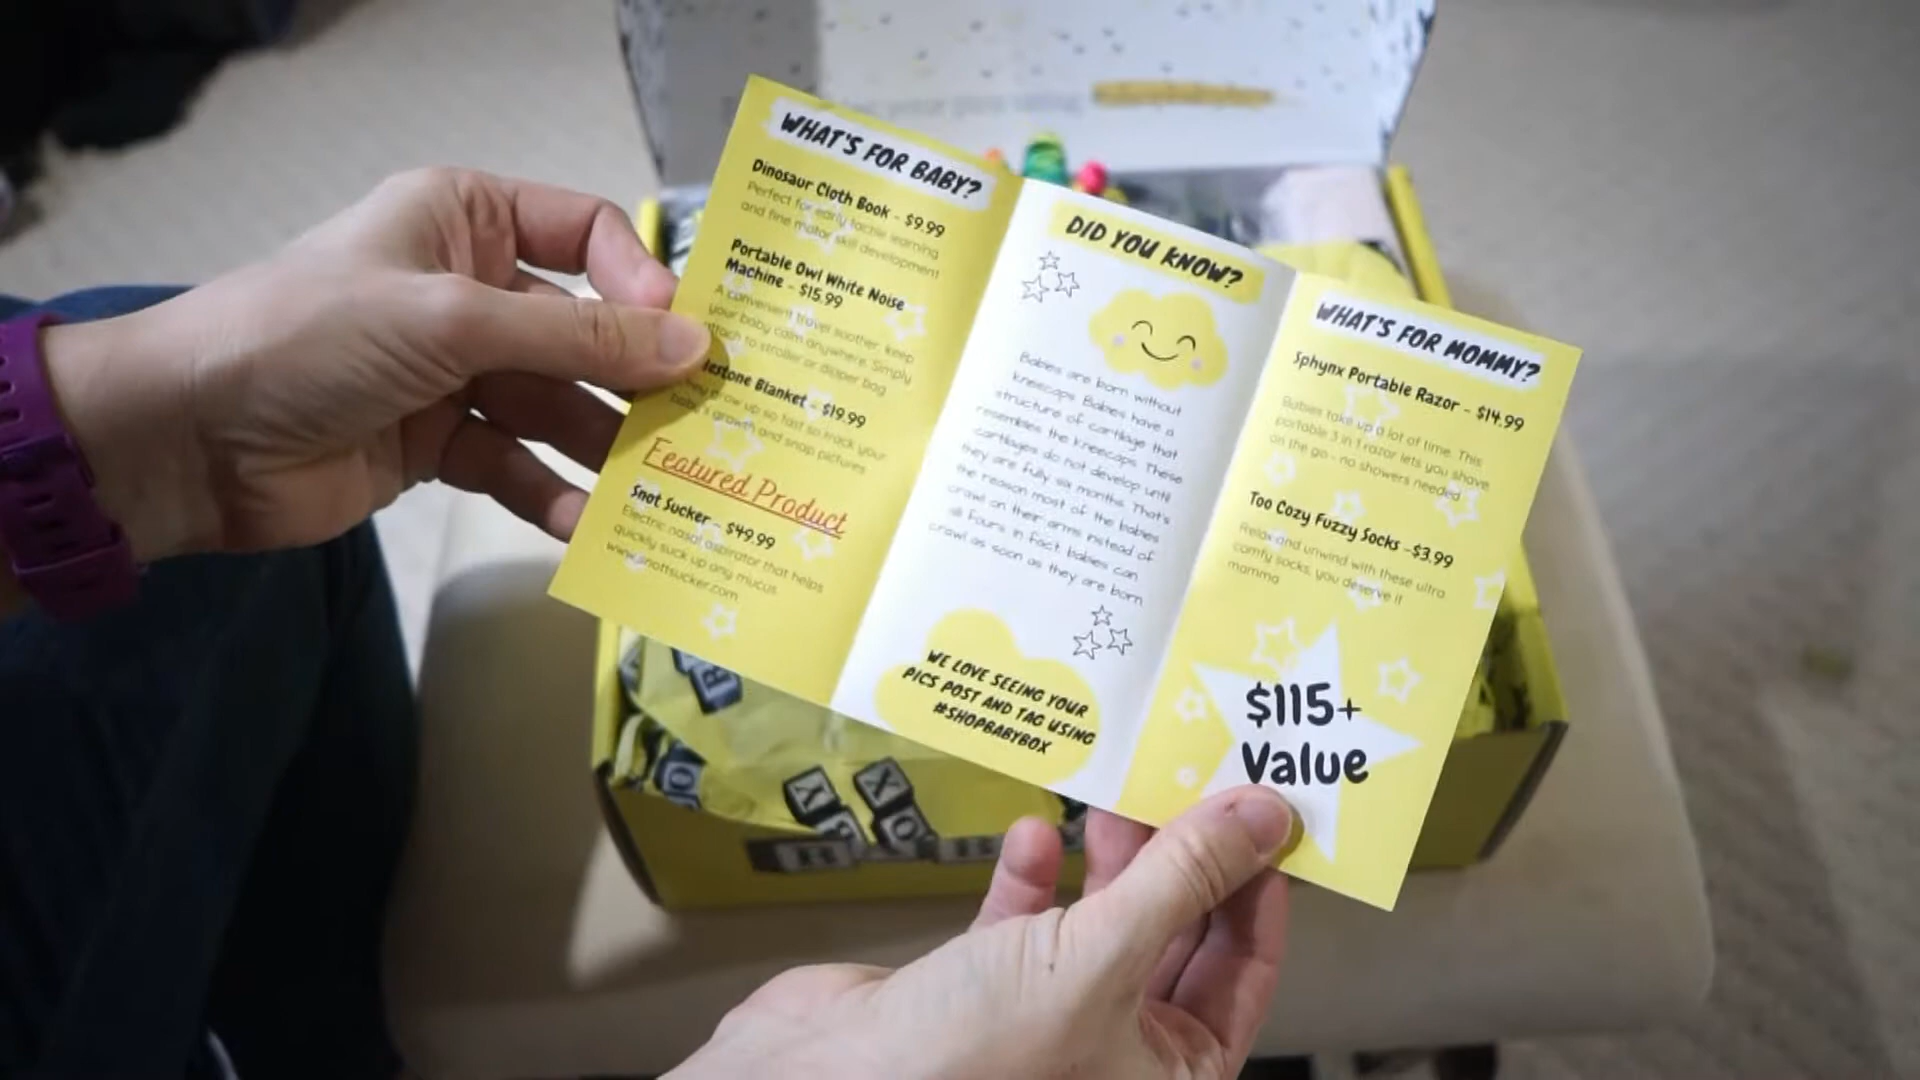 WHAT'S FOR BABY?
Dinosaur Cloth Book - $9.99
Perfect for early tactile learning
and fine motor skill development
Portable Owl White Noise
Machine - $15.99
A convenient travel soother, keep
your baby calm anywhere. Simply
attach to stroller or diaper bag
lestone Blanket - $19.99
they grow up so fast so track your
baby's growth and snap pictures
Featured Product
Snot Sucker - $49.99
Electric nasal aspirator that helps
quickly suck up any mucus.
www.snottsucker.com
DID YOU KNOW?
Babies are born without
kneecaps. Babies have a
structure of cartilage that
resembles the kneecaps. These
cartilages do not develop until
they are fully six months. That's
the reason most of the babies
crawl on their arms instead of
all fours in fact, babies can
crawl as soon as they are born
WE LOVE SEEING YOUR
PICS POST AND TAG USING
#SHOPBABYBOX
WHAT'S FOR MOMMY?
Sphynx Portable Razor - $14.99
Babies take up a lot of time. This
portable 3 in 1 razor lets you shave
on the go - no showers needed
Too Cozy Fuzzy Socks -$3.99
Relax and unwind with these ultra
comfy socks, you deserve it
mamma
$115+
Value